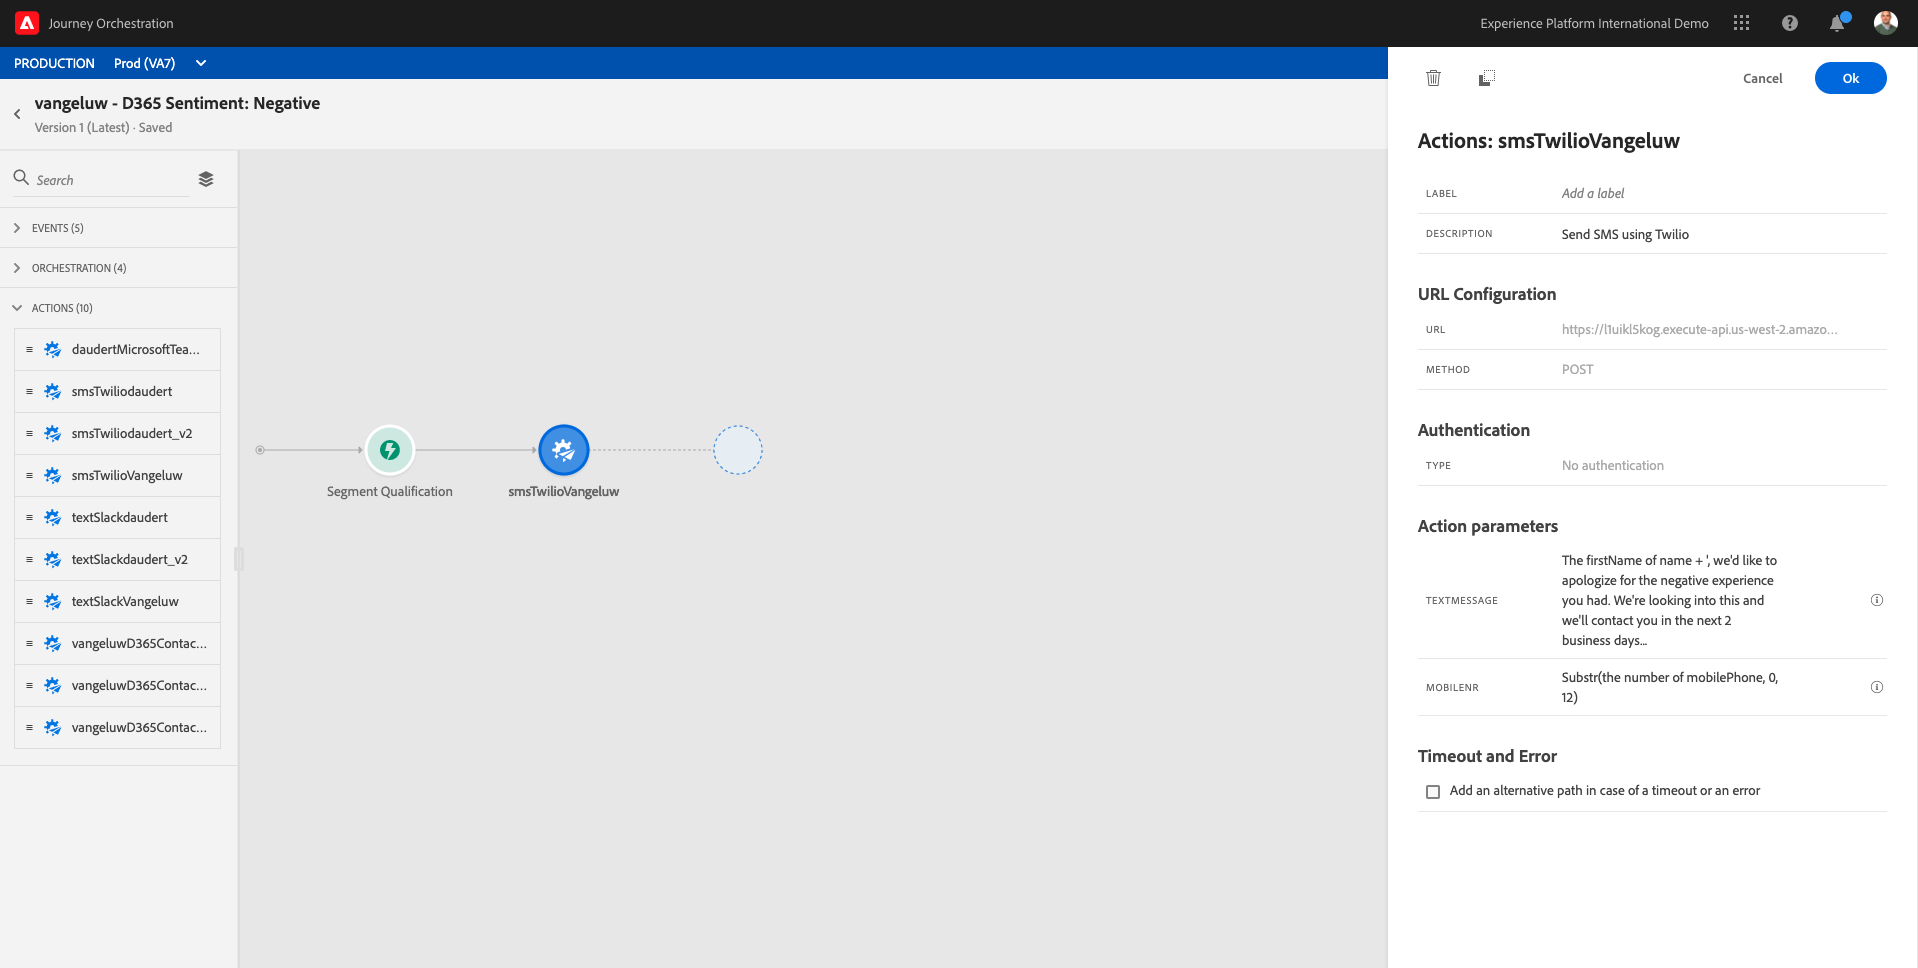 Journey Orchestration
Experience Platform International Demo
PRODUCTION Prod (VA7)
vangeluw - D365 Sentiment: Negative
Version 1 (Latest) · Saved
Search
EVENTS (5)
ORCHESTRATION (4)
ACTIONS (10)
daudertMicrosoftTea...
smsTwiliodaudert
smsTwiliodaudert_v2
smsTwilioVangeluw
textSlackdaudert
textSlackdaudert_v2
textSlackVangeluw
vangeluwD365Contac...
vangeluwD365Contac...
vangeluwD365Contac...
Segment Qualification
smsTwilioVangeluw
Cancel
Ok
Actions: smsTwilioVangeluw
LABEL Add a label
DESCRIPTION Send SMS using Twilio
URL Configuration
URL https://l1uikl5kog.execute-api.us-west-2.amazo...
METHOD POST
Authentication
TYPE No authentication
Action parameters
TEXTMESSAGE
The firstName of name + ', we'd like to
apologize for the negative experience
you had. We're looking into this and
we'll contact you in the next 2
business days...
MOBILENR
Substr(the number of mobilePhone, 0,
12)
Timeout and Error
Add an alternative path in case of a timeout or an error